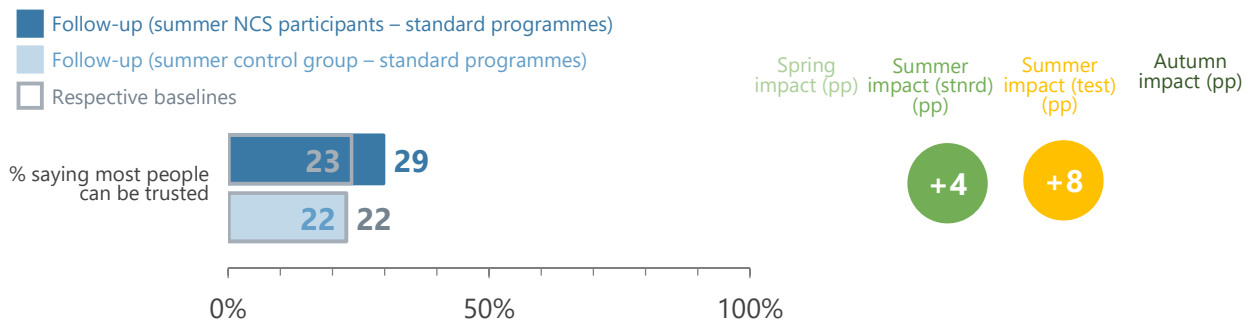 Follow-up (summer NCS participants – standard programmes)
Follow-up (summer control group – standard programmes)
Respective baselines
Spring
impact (pp)
Summer
impact (stnrd)
(pp)
Summer
impact (test)
(pp)
Autumn
impact (pp)
% saying most people
can be trusted
23
29
22
22
+4
+8
0%
50%
100%